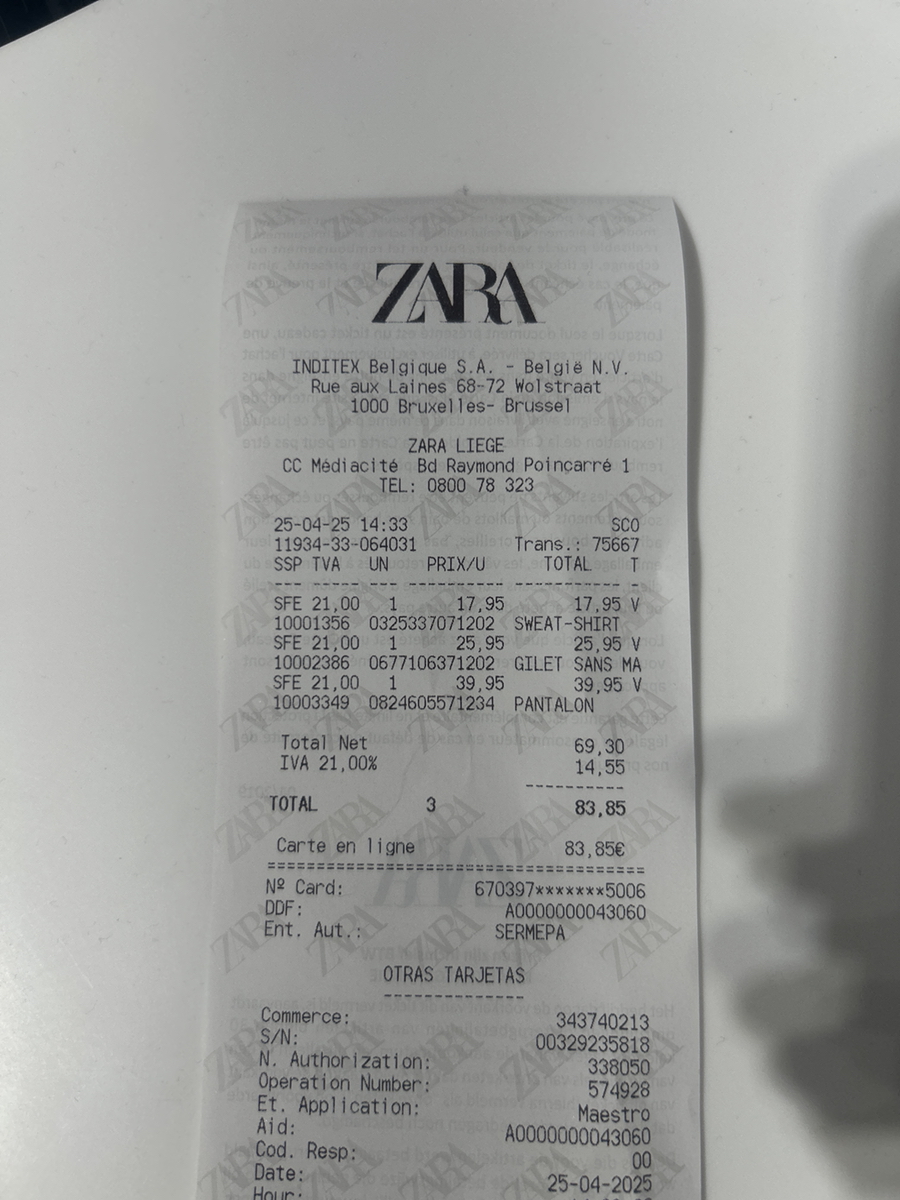 ZARA
INDITEX Belgique S.A. - België N.V.
Rue aux Laines 68-72 Wolstraat
1000 Bruxelles- Brussel
ZARA LIEGE
CC Médiacité Bd Raymond Poincarré 1
TEL: 0800 78 323
25-04-25 14:33 SCO
11934-33-064031 Trans.: 75667
SSP TVA UN PRIX/U TOTAL T
--- ----- --- ---------- ----------- -
SFE 21,00 1 17,95 17,95 V
10001356 0325337071202 SWEAT-SHIRT
SFE 21,00 1 25,95 25,95 V
10002386 0677106371202 GILET SANS MA
SFE 21,00 1 39,95 39,95 V
10003349 0824605571234 PANTALON
Total Net 69,30
IVA 21,00% 14,55
----------
TOTAL 3 83,85
Carte en ligne 83,85€
======================================
Nº Card: 670397*******5006
DDF: A0000000043060
Ent. Aut.: SERMEPA
OTRAS TARJETAS
--------------
Commerce: 343740213
S/N: 00329235818
N. Authorization: 338050
Operation Number: 574928
Et. Application: Maestro
Aid: A0000000043060
Cod. Resp: 00
Date: 25-04-2025
Hour: